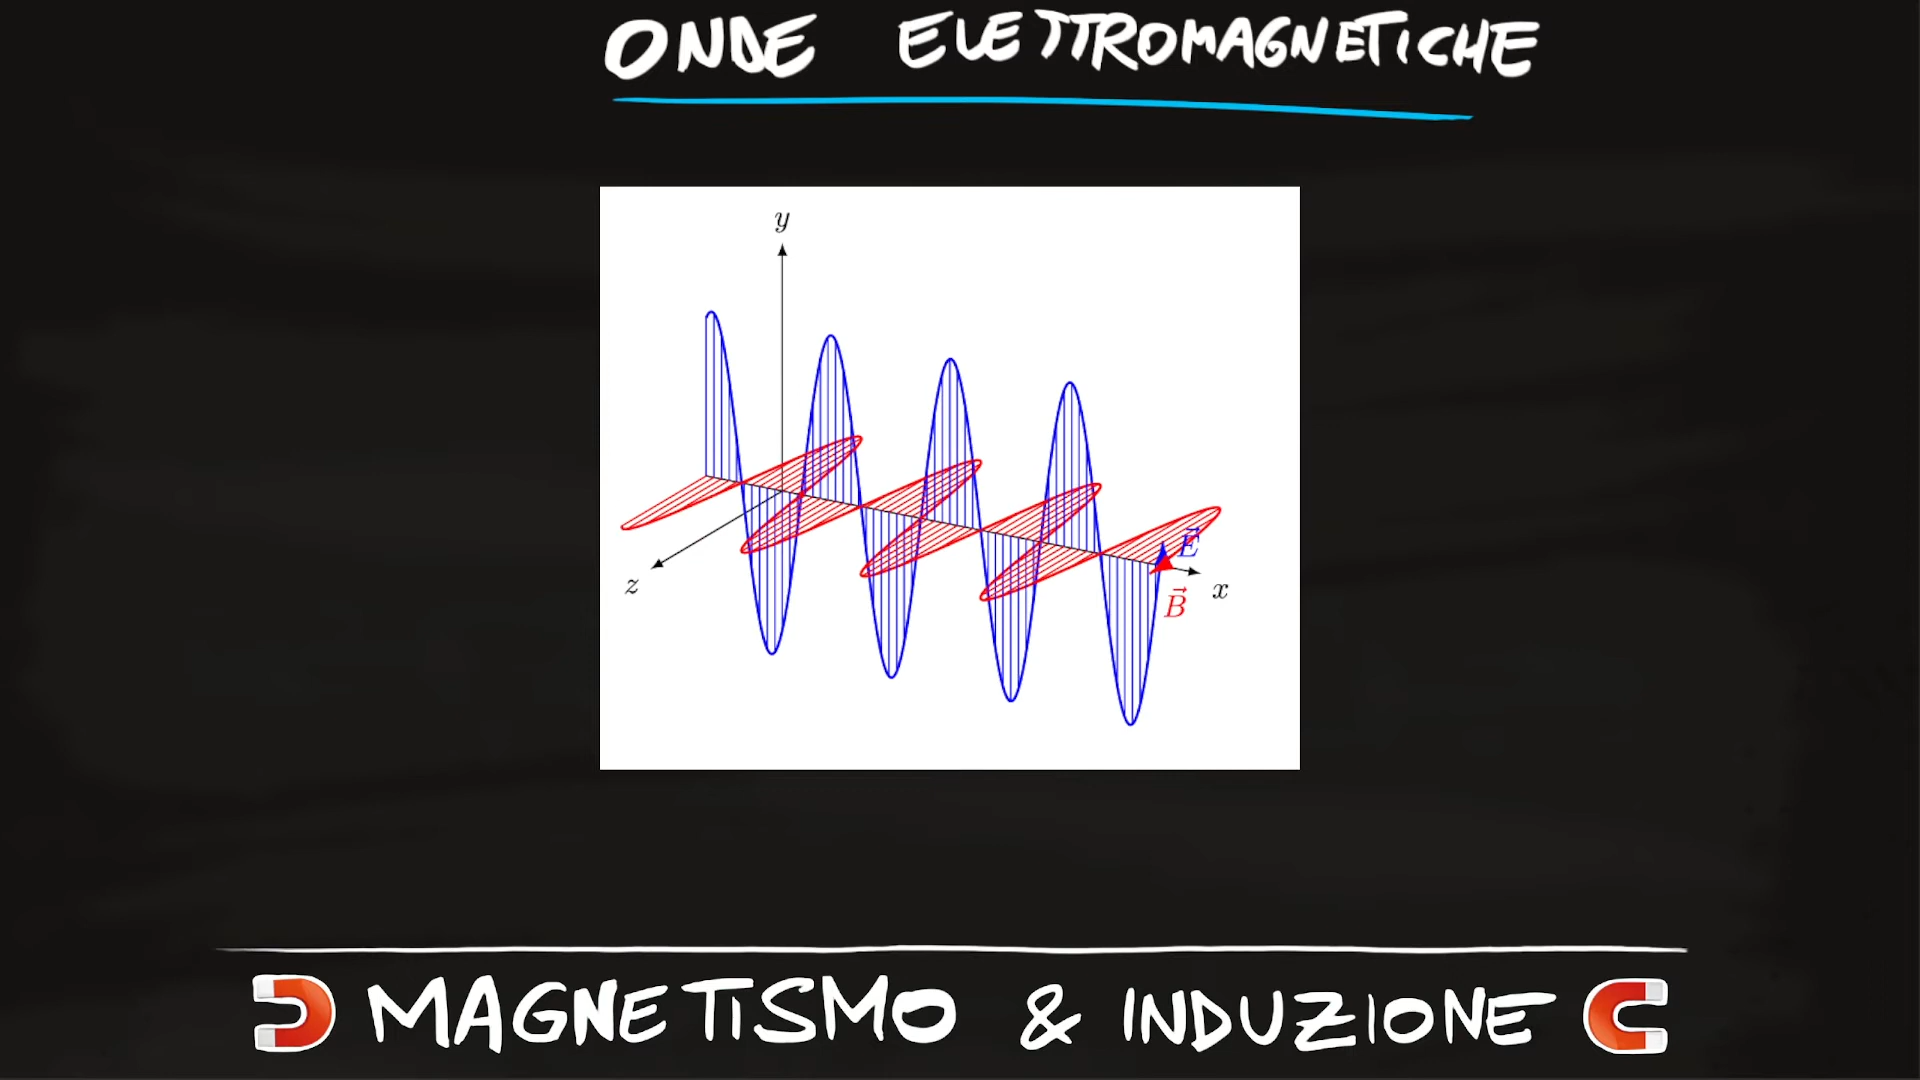 ONDE ELETTROMAGNETICHE
y
E
z
x
B
MAGNETISMO & INDUZIONE